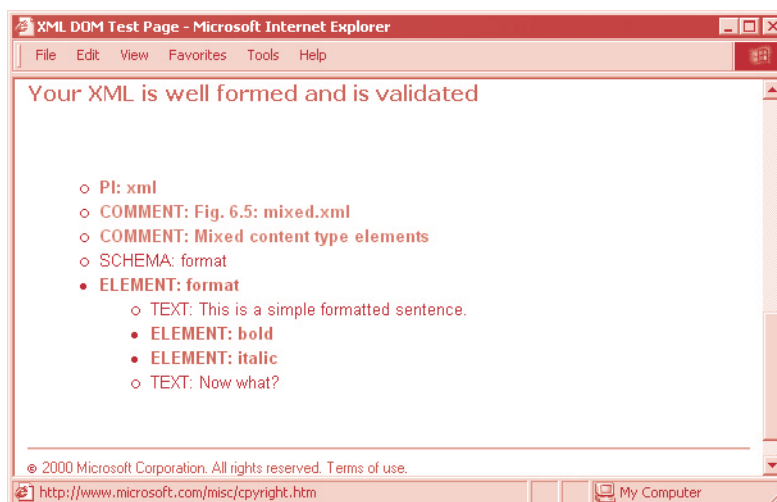 XML DOM Test Page - Microsoft Internet Explorer
File Edit View Favorites Tools Help
Your XML is well formed and is validated
PI: xml
COMMENT: Fig. 6.5: mixed.xml
COMMENT: Mixed content type elements
SCHEMA: format
ELEMENT: format
TEXT: This is a simple formatted sentence.
ELEMENT: bold
ELEMENT: italic
TEXT: Now what?
© 2000 Microsoft Corporation. All rights reserved. Terms of use.
http://www.microsoft.com/misc/cpyright.htm My Computer